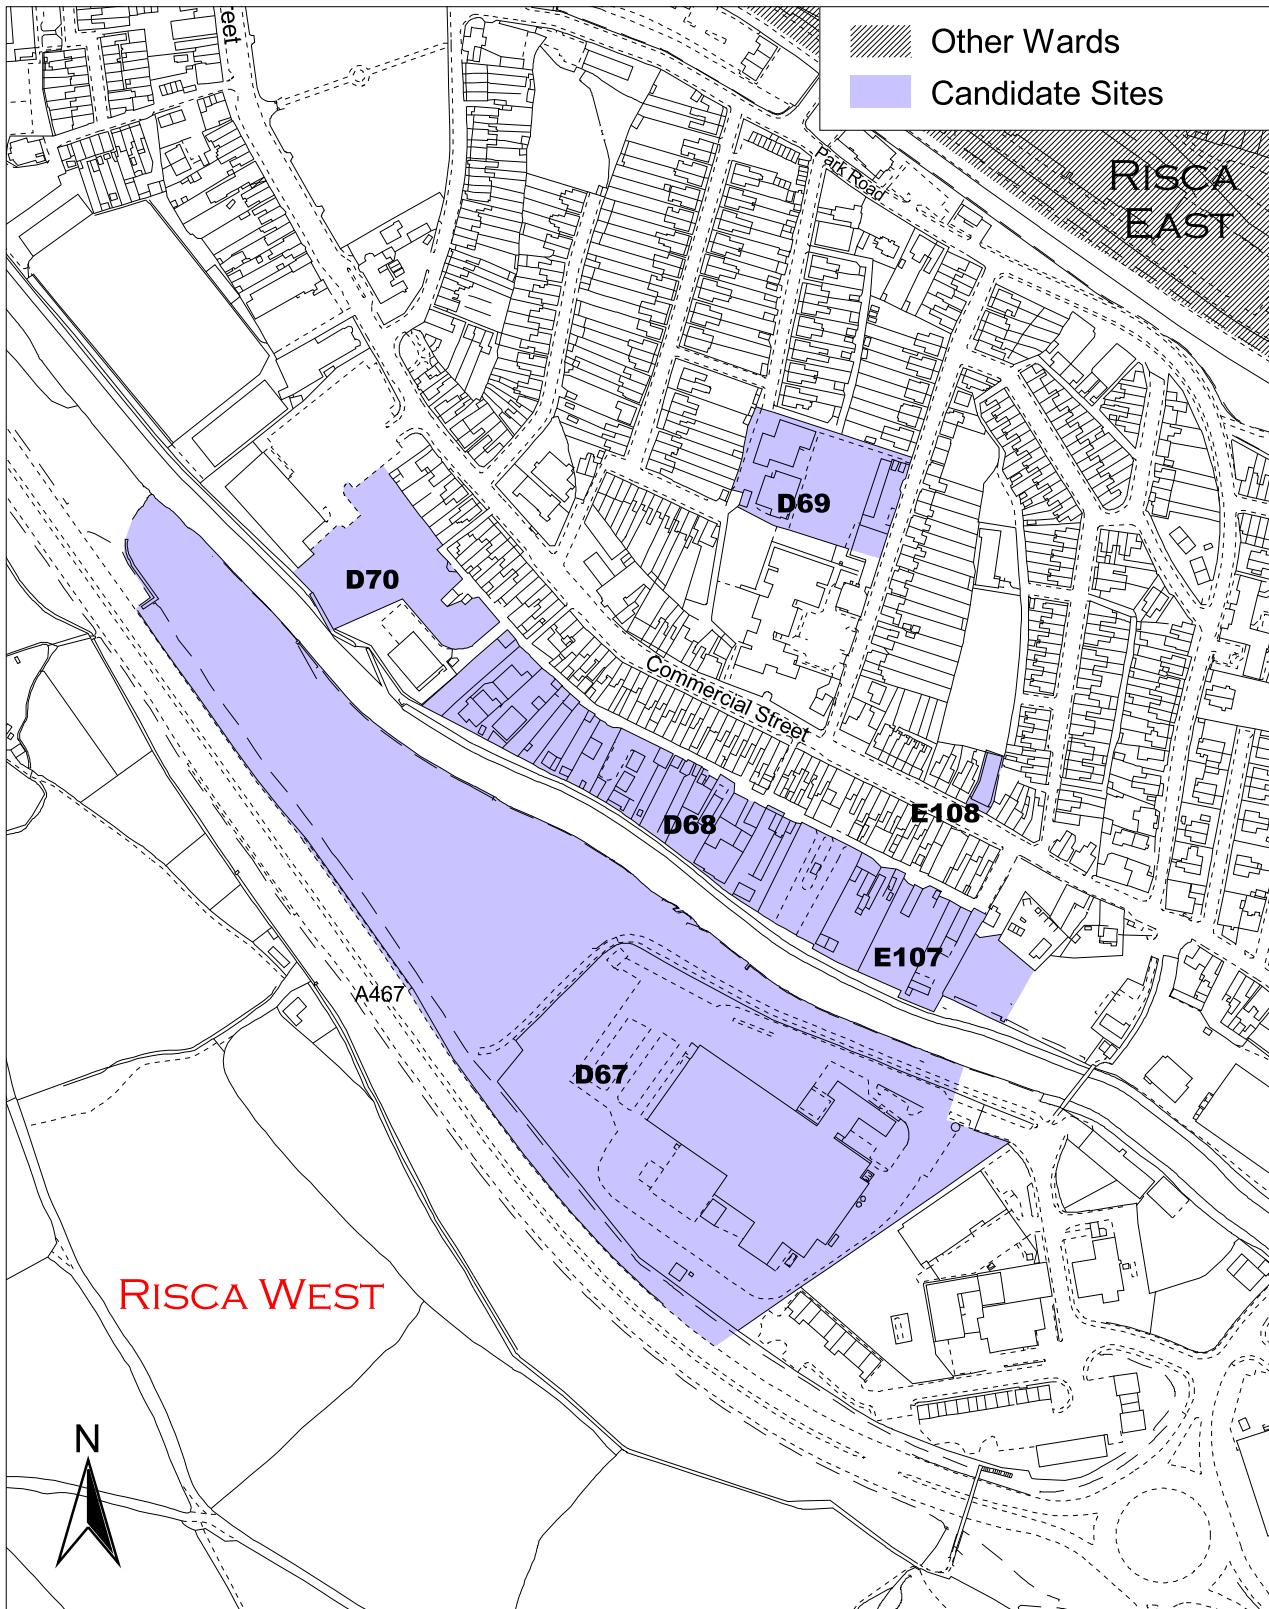 eet
Other Wards
Candidate Sites
Park Road
RISCA
EAST
D69
D70
Commercial Street
E108
D68
E107
A467
D67
RISCA WEST
N